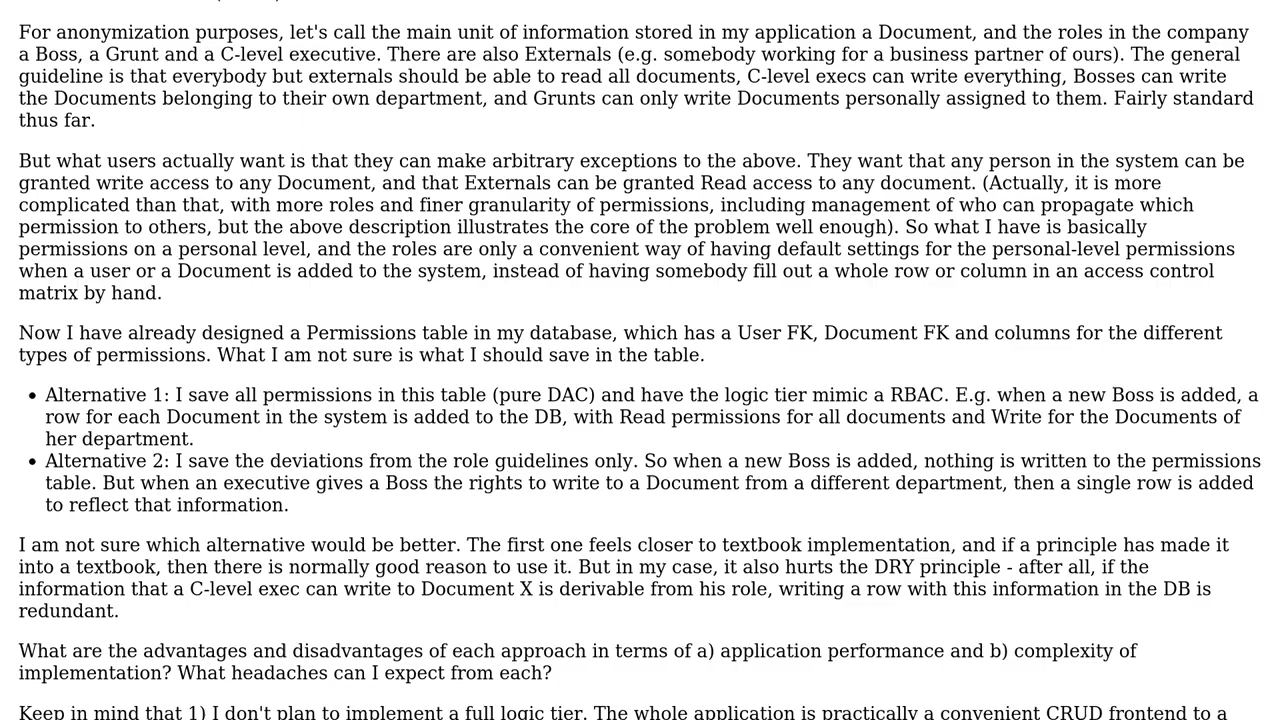 For anonymization purposes, let's call the main unit of information stored in my application a Document, and the roles in the company
a Boss, a Grunt and a C-level executive. There are also Externals (e.g. somebody working for a business partner of ours). The general
guideline is that everybody but externals should be able to read all documents, C-level execs can write everything, Bosses can write
the Documents belonging to their own department, and Grunts can only write Documents personally assigned to them. Fairly standard
thus far.
But what users actually want is that they can make arbitrary exceptions to the above. They want that any person in the system can be
granted write access to any Document, and that Externals can be granted Read access to any document. (Actually, it is more
complicated than that, with more roles and finer granularity of permissions, including management of who can propagate which
permission to others, but the above description illustrates the core of the problem well enough). So what I have is basically
permissions on a personal level, and the roles are only a convenient way of having default settings for the personal-level permissions
when a user or a Document is added to the system, instead of having somebody fill out a whole row or column in an access control
matrix by hand.
Now I have already designed a Permissions table in my database, which has a User FK, Document FK and columns for the different
types of permissions. What I am not sure is what I should save in the table.
• Alternative 1: I save all permissions in this table (pure DAC) and have the logic tier mimic a RBAC. E.g. when a new Boss is added, a
row for each Document in the system is added to the DB, with Read permissions for all documents and Write for the Documents of
her department.
• Alternative 2: I save the deviations from the role guidelines only. So when a new Boss is added, nothing is written to the permissions
table. But when an executive gives a Boss the rights to write to a Document from a different department, then a single row is added
to reflect that information.
I am not sure which alternative would be better. The first one feels closer to textbook implementation, and if a principle has made it
into a textbook, then there is normally good reason to use it. But in my case, it also hurts the DRY principle - after all, if the
information that a C-level exec can write to Document X is derivable from his role, writing a row with this information in the DB is
redundant.
What are the advantages and disadvantages of each approach in terms of a) application performance and b) complexity of
implementation? What headaches can I expect from each?
Keep in mind that 1) I don't plan to implement a full logic tier. The whole application is practically a convenient CRUD frontend to a